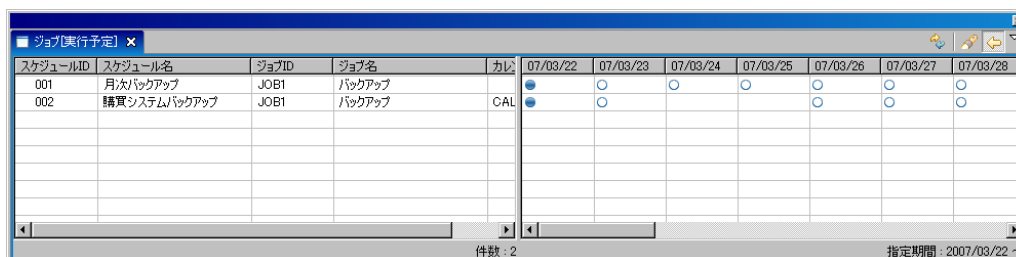 ジョブ[実行予定]
スケジュールID スケジュール名 ジョブID ジョブ名 カレン 07/03/22 07/03/23 07/03/24 07/03/25 07/03/26 07/03/27 07/03/28
001 月次バックアップ JOB1 バックアップ
002 購買システムバックアップ JOB1 バックアップ CAL
件数 : 2 指定期間 : 2007/03/22 ~